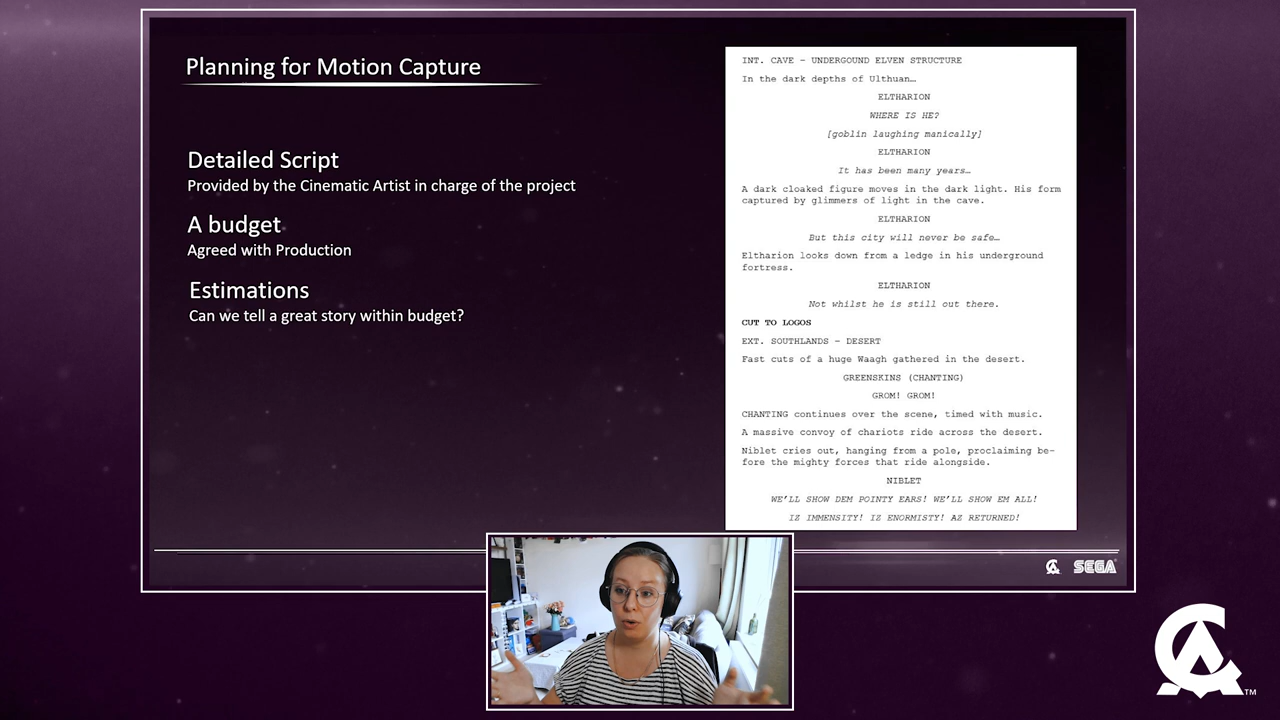 Planning for Motion Capture
Detailed Script
Provided by the Cinematic Artist in charge of the project
A budget
Agreed with Production
Estimations
Can we tell a great story within budget?
INT. CAVE – UNDERGOUND ELVEN STRUCTURE
In the dark depths of Ulthuan…
ELTHARION
WHERE IS HE?
[goblin laughing manically]
ELTHARION
It has been many years…
A dark cloaked figure moves in the dark light. His form
captured by glimmers of light in the cave.
ELTHARION
But this city will never be safe…
Eltharion looks down from a ledge in his underground
fortress.
ELTHARION
Not whilst he is still out there.
CUT TO LOGOS
EXT. SOUTHLANDS – DESERT
Fast cuts of a huge Waagh gathered in the desert.
GREENSKINS (CHANTING)
GROM! GROM!
CHANTING continues over the scene, timed with music.
A massive convoy of chariots ride across the desert.
Niblet cries out, hanging from a pole, proclaiming be-
fore the mighty forces that ride alongside.
NIBLET
WE'LL SHOW DEM POINTY EARS! WE'LL SHOW EM ALL!
IZ IMMENSITY! IZ ENORMISTY! AZ RETURNED!
CA SEGA
CA™